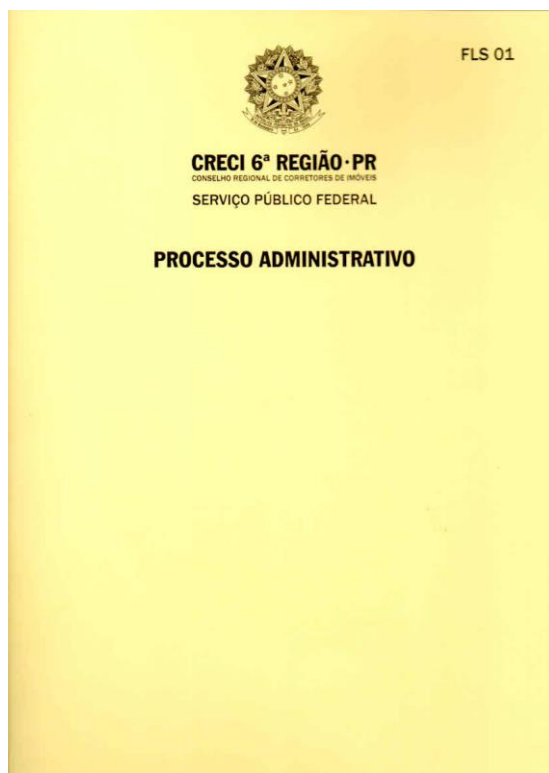 FLS 01
CRECI 6ª REGIÃO·PR
CONSELHO REGIONAL DE CORRETORES DE IMÓVEIS
SERVIÇO PÚBLICO FEDERAL
PROCESSO ADMINISTRATIVO